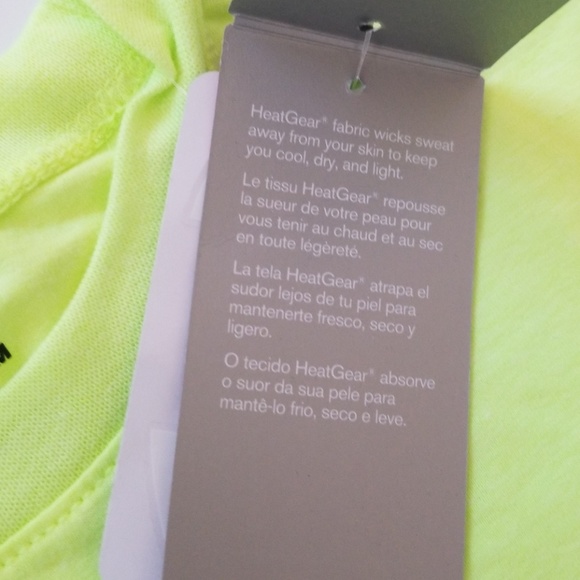 HeatGear® fabric wicks sweat
away from your skin to keep
you cool, dry, and light.
Le tissu HeatGear® repousse
la sueur de votre peau pour
vous tenir au chaud et au sec
en toute légèreté.
La tela HeatGear® atrapa el
sudor lejos de tu piel para
mantenerte fresco, seco y
ligero.
O tecido HeatGear® absorve
o suor da sua pele para
mantê-lo frio, seco e leve.